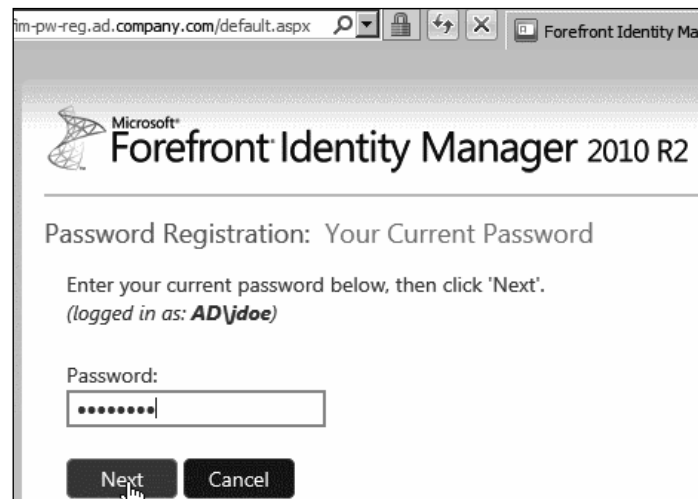 fim-pw-reg.ad.company.com/default.aspx
Forefront Identity Ma
Microsoft®
Forefront® Identity Manager 2010 R2
Password Registration: Your Current Password
Enter your current password below, then click 'Next'.
(logged in as: AD\jdoe)
Password:
••••••••
Next Cancel